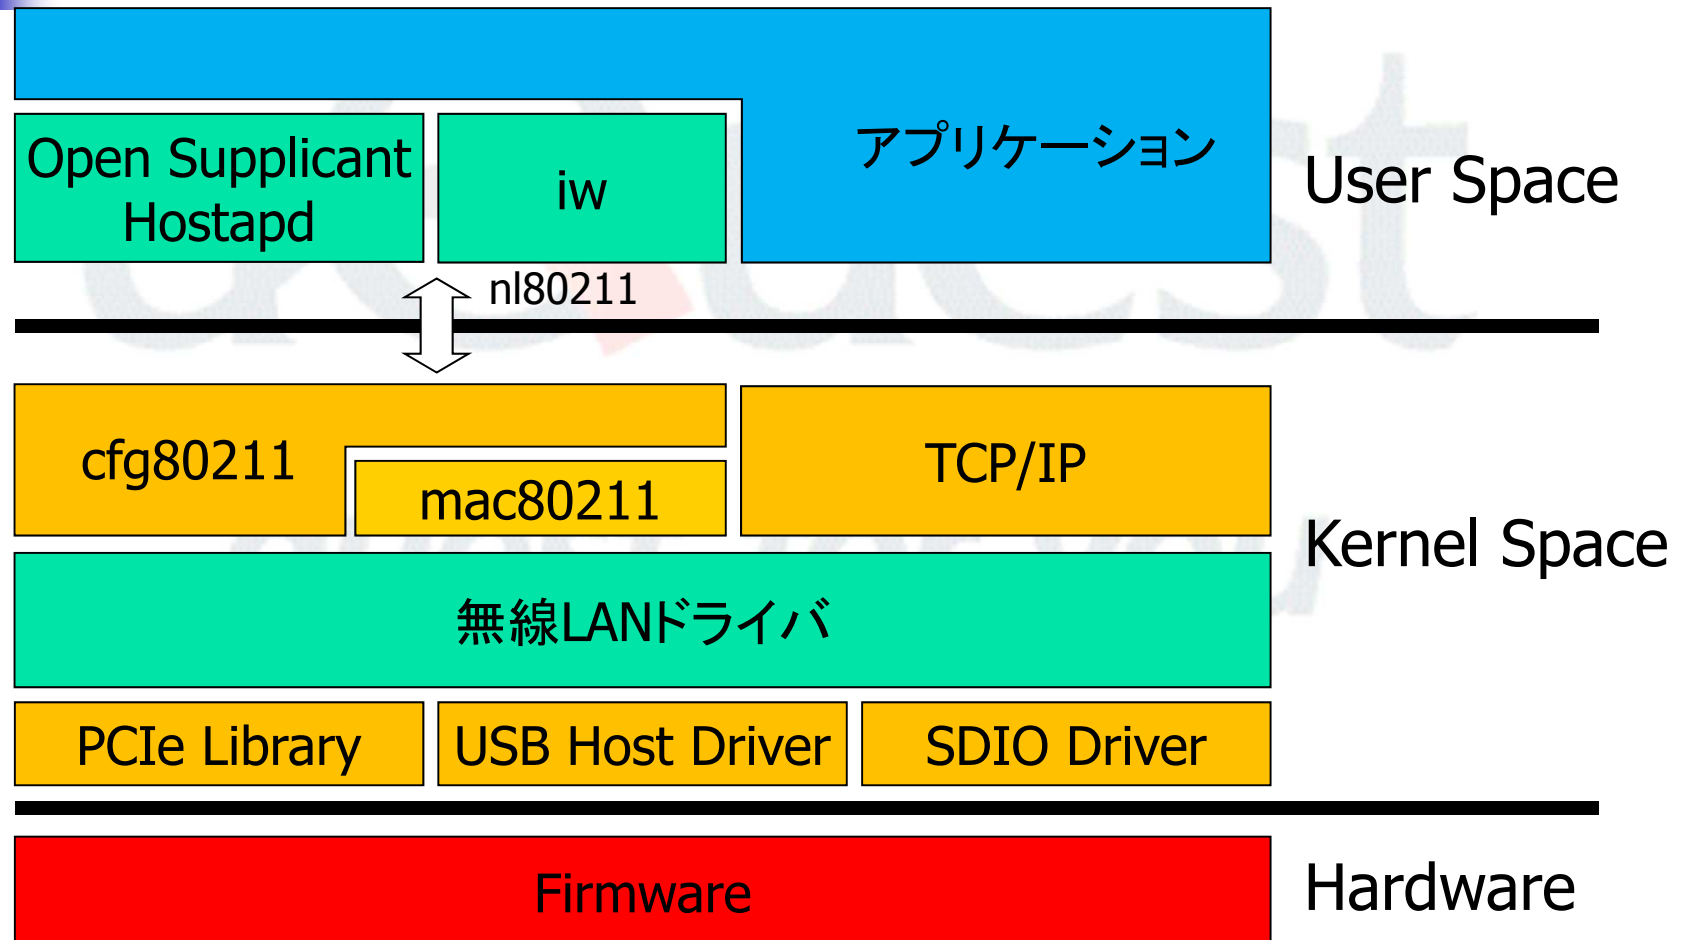 Open Supplicant
Hostapd
iw
アプリケーション
User Space
nl80211
cfg80211
mac80211
TCP/IP
Kernel Space
無線LANドライバ
PCIe Library
USB Host Driver
SDIO Driver
Firmware
Hardware